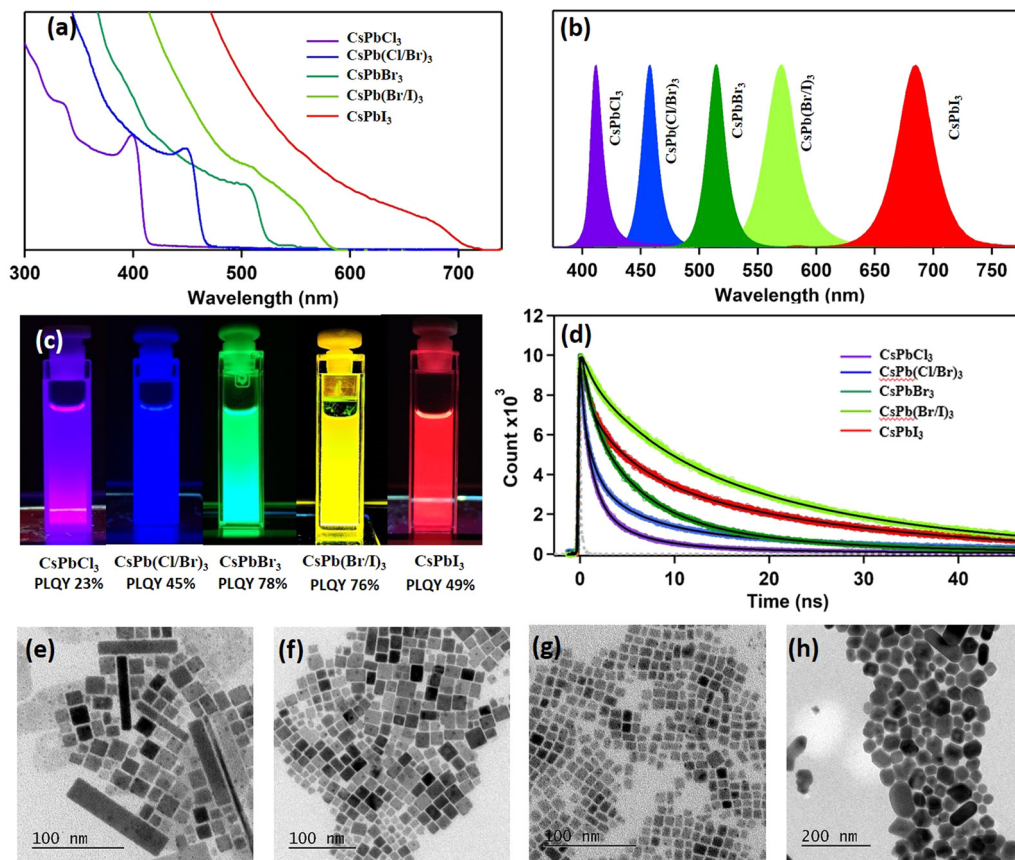 (a)
CsPbCl₃
CsPb(Cl/Br)₃
CsPbBr₃
CsPb(Br/I)₃
CsPbI₃
300 400 500 600 700
Wavelength (nm)
(b)
CsPbCl₃
CsPb(Cl/Br)₃
CsPbBr₃
CsPb(Br/I)₃
CsPbI₃
400 450 500 550 600 650 700 750
Wavelength (nm)
(c)
CsPbCl₃ CsPb(Cl/Br)₃ CsPbBr₃ CsPb(Br/I)₃ CsPbI₃
PLQY 23% PLQY 45% PLQY 78% PLQY 76% PLQY 49%
(d)
CsPbCl₃
CsPb(Cl/Br)₃
CsPbBr₃
CsPb(Br/I)₃
CsPbI₃
Count x10³
10
8
6
4
2
0
0 10 20 30 40
Time (ns)
(e)
100 nm
(f)
100 nm
(g)
100 nm
(h)
200 nm